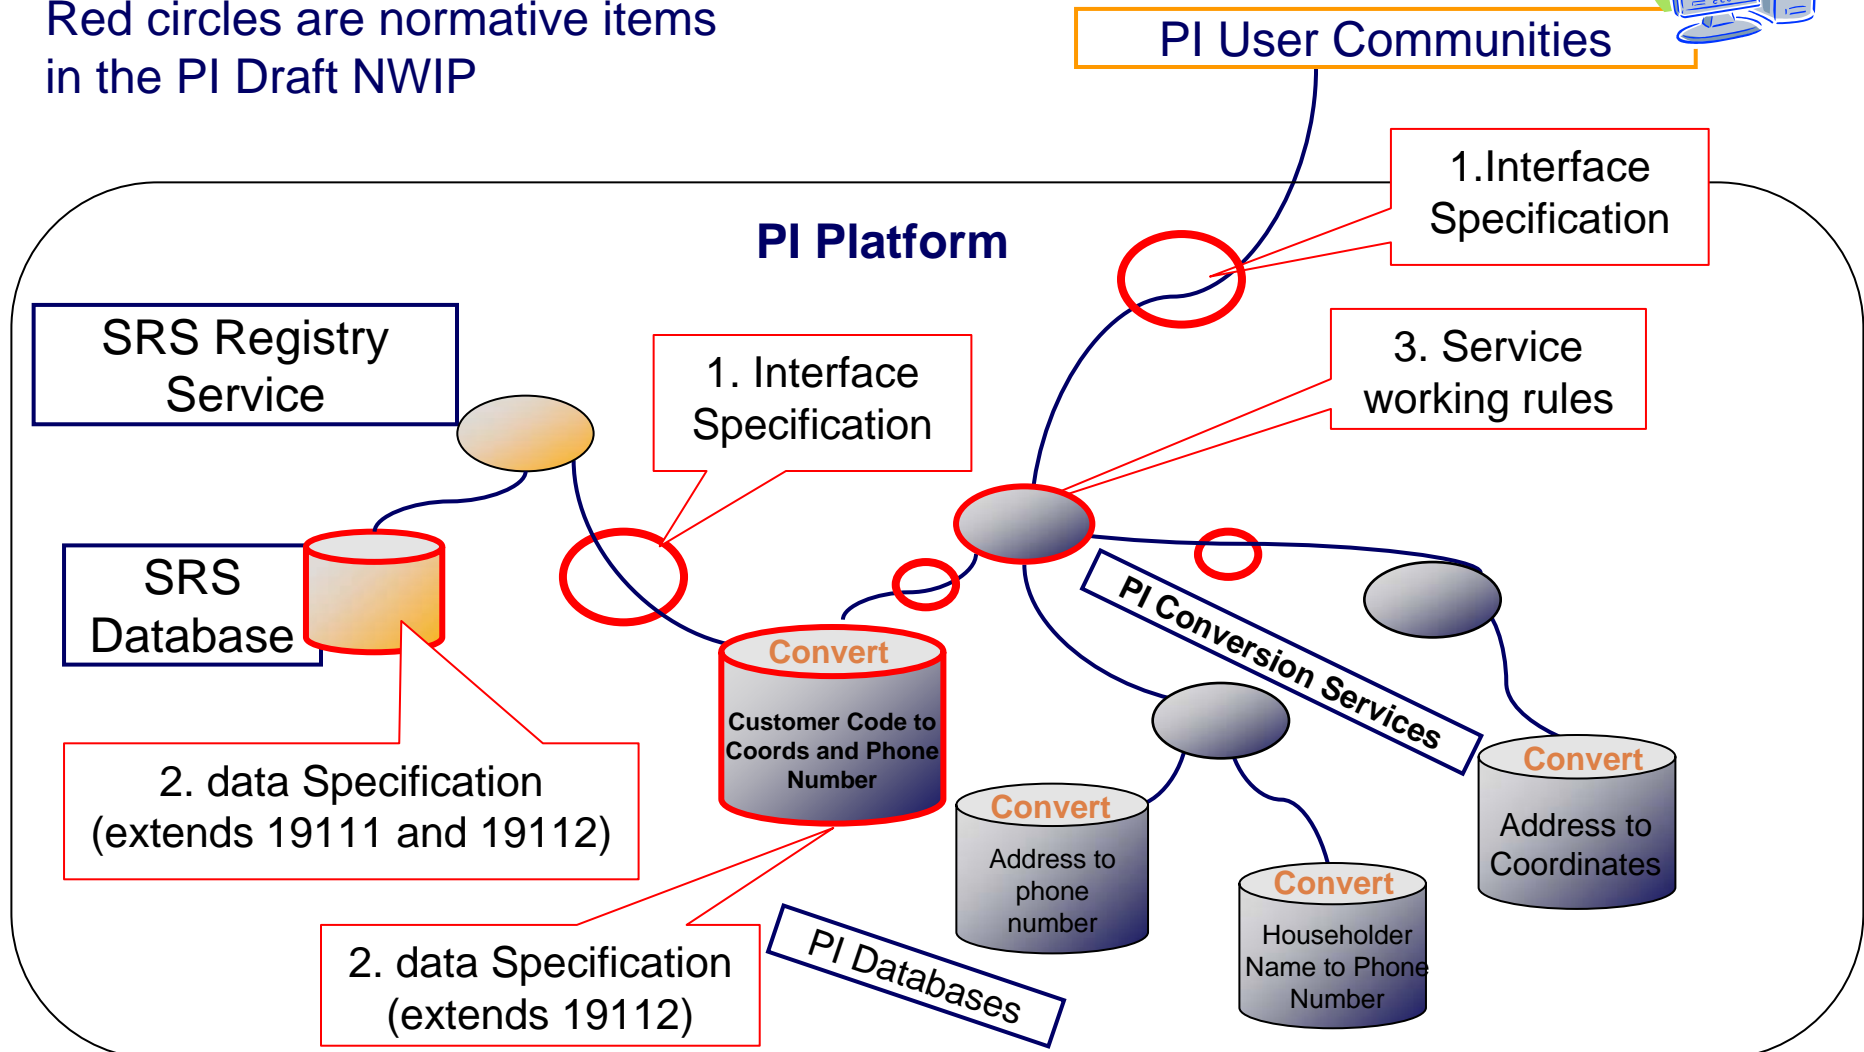 Red circles are normative items
in the PI Draft NWIP
PI User Communities
1.Interface
Specification
PI Platform
SRS Registry
Service
1. Interface
Specification
3. Service
working rules
SRS
Database
PI Conversion Services
Convert
Customer Code to
Coords and Phone
Number
2. data Specification
(extends 19111 and 19112)
Convert
Address to
phone
number
Convert
Address to
Coordinates
Convert
Householder
Name to Phone
Number
2. data Specification
(extends 19112)
PI Databases